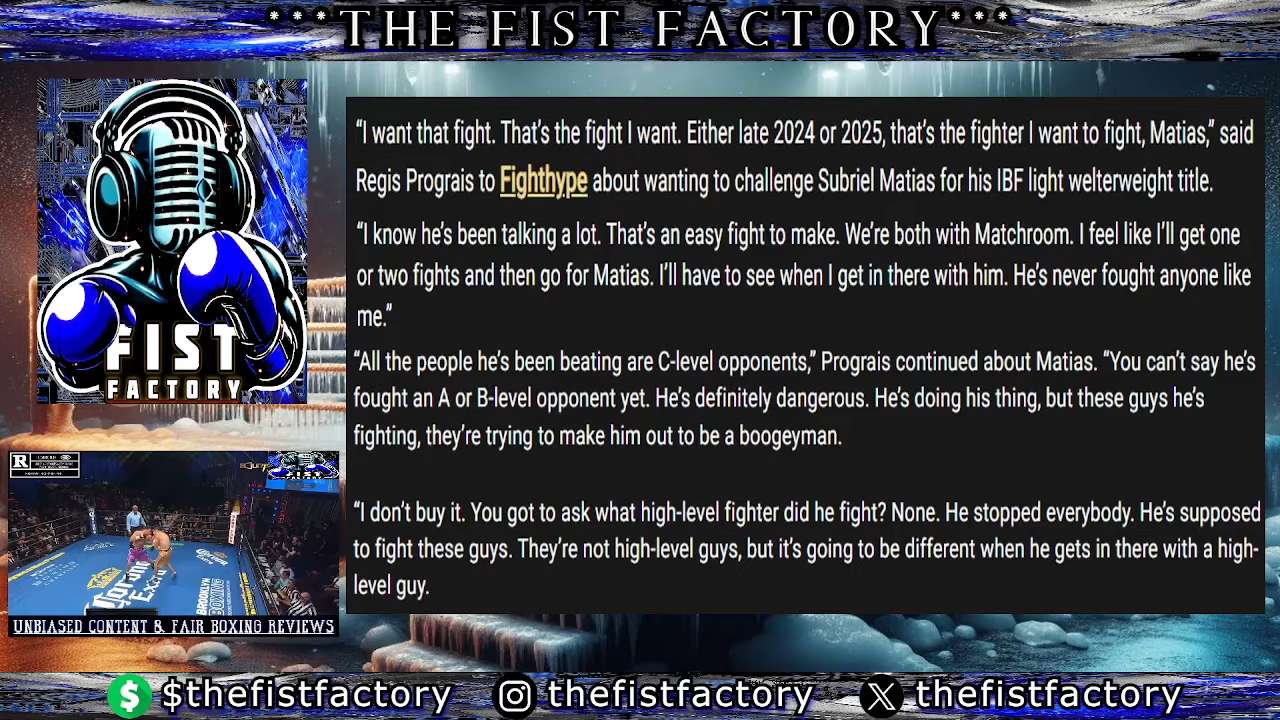 ***THE FIST FACTORY***
“I want that fight. That’s the fight I want. Either late 2024 or 2025, that’s the fighter I want to fight, Matias,” said
Regis Prograis to Fighthype about wanting to challenge Subriel Matias for his IBF light welterweight title.
“I know he’s been talking a lot. That’s an easy fight to make. We’re both with Matchroom. I feel like I’ll get one
or two fights and then go for Matias. I’ll have to see when I get in there with him. He’s never fought anyone like
me.”
“All the people he’s been beating are C-level opponents,” Prograis continued about Matias. “You can’t say he’s
fought an A or B-level opponent yet. He’s definitely dangerous. He’s doing his thing, but these guys he’s
fighting, they’re trying to make him out to be a boogeyman.
“I don’t buy it. You got to ask what high-level fighter did he fight? None. He stopped everybody. He’s supposed
to fight these guys. They’re not high-level guys, but it’s going to be different when he gets in there with a high-
level guy.
FIST
FACTORY
R
Corona
Extra
BROOKLYN
BOXING
UNBIASED CONTENT & FAIR BOXING REVIEWS
$ $thefistfactory thefistfactory X thefistfactory